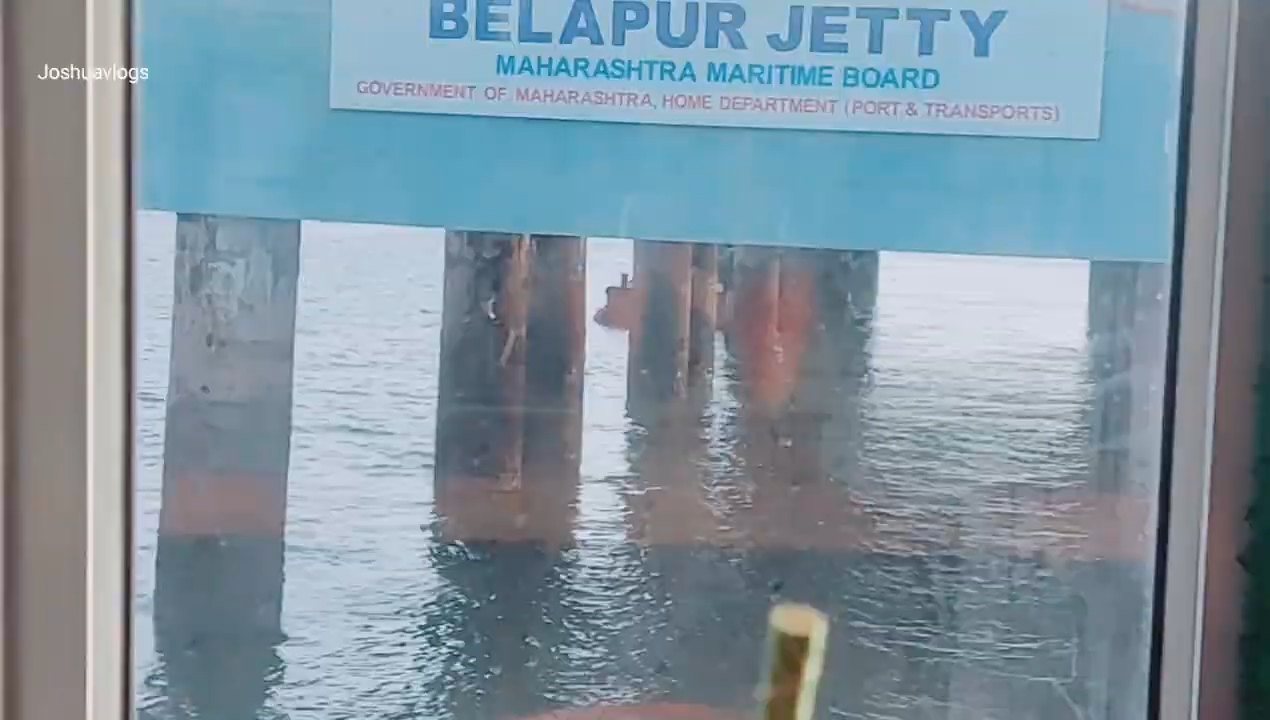 BELAPUR JETTY
MAHARASHTRA MARITIME BOARD
GOVERNMENT OF MAHARASHTRA, HOME DEPARTMENT (PORT & TRANSPORTS)
Joshuavlogs